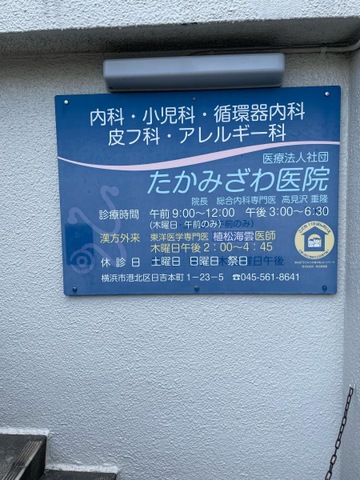 内科・小児科・循環器内科
皮フ科・アレルギー科
医療法人社団
たかみざわ医院
院長 総合内科専門医 高見沢 重隆
診療時間 午前 9:00〜12:00 午後 3:00〜6:30
(木曜日 午前のみ)
漢方外来 東洋医学専門医 植松海雲医師
木曜日午後 2:00〜4:45
休診日 土曜日 日曜日 祭日
横浜市港北区日吉本町1-23-5 ☎045-561-8641